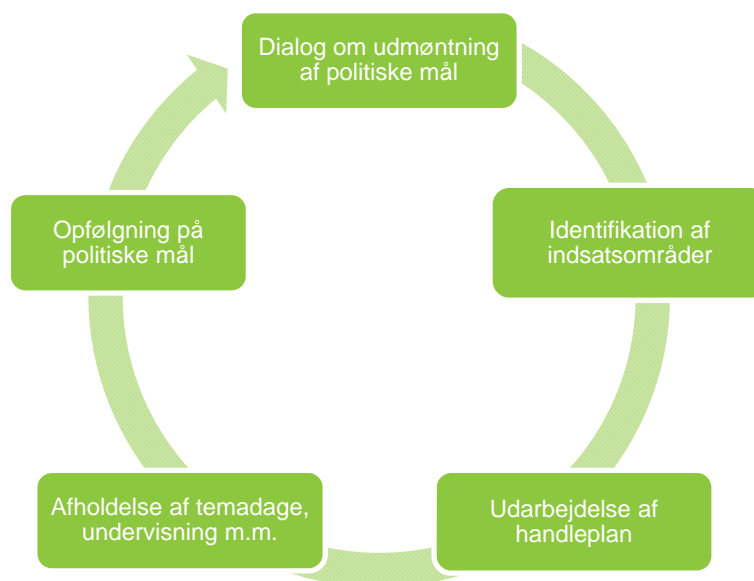 Dialog om udmøntning
af politiske mål
Identifikation af
indsatsområder
Udarbejdelse af
handleplan
Afholdelse af temadage,
undervisning m.m.
Opfølgning på
politiske mål